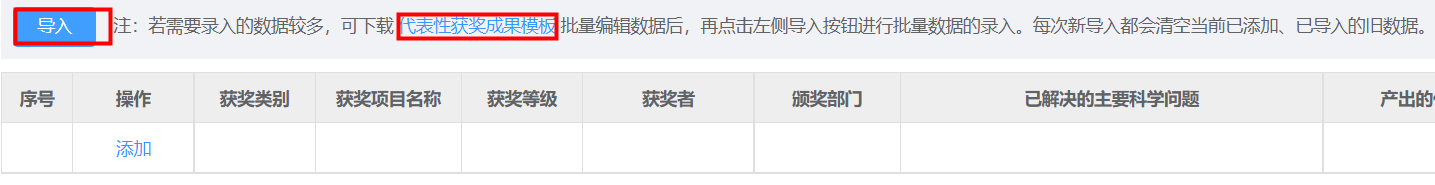 导入 注：若需要录入的数据较多，可下载 代表性获奖成果模板 批量编辑数据后，再点击左侧导入按钮进行批量数据的录入。每次新导入都会清空当前已添加、已导入的旧数据。
序号 操作 获奖类别 获奖项目名称 获奖等级 获奖者 颁奖部门 已解决的主要科学问题 产出的
添加